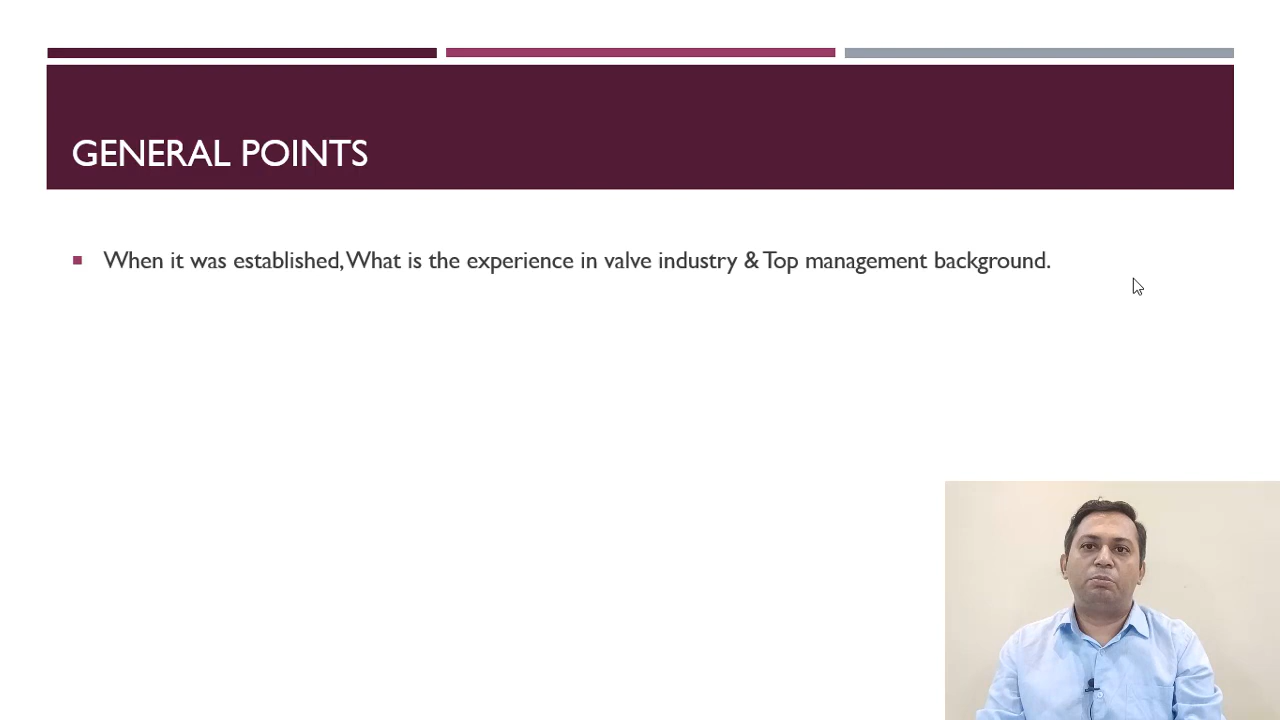 GENERAL POINTS
When it was established, What is the experience in valve industry & Top management background.